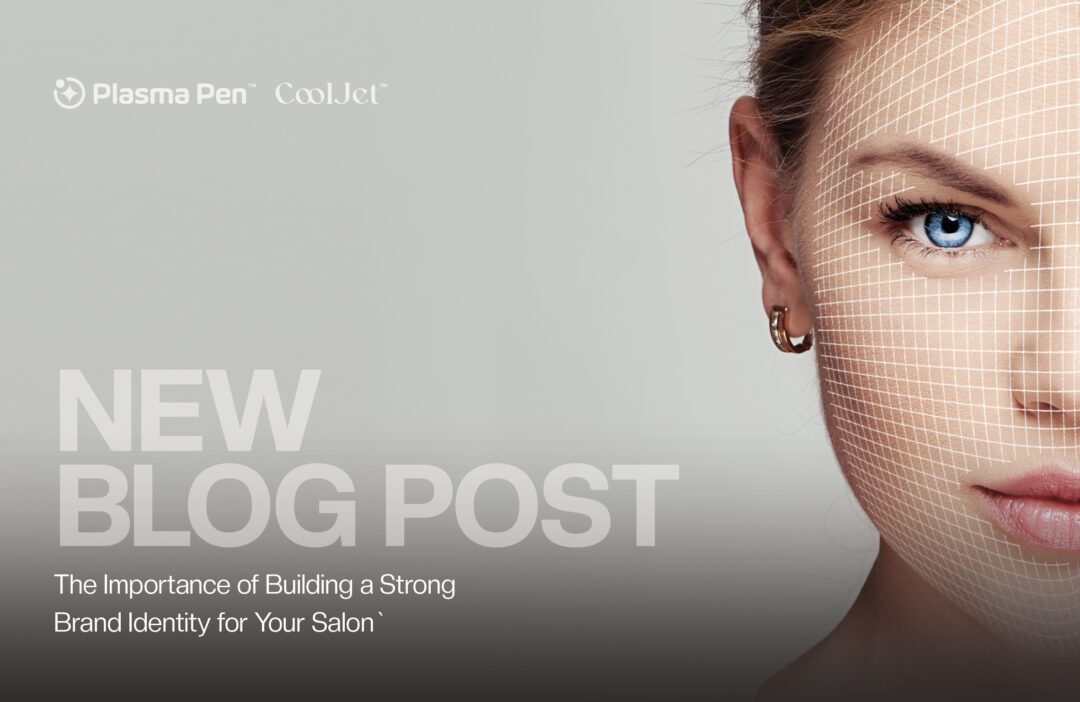 Plasma Pen™ CoolJet™
NEW
BLOG POST
The Importance of Building a Strong
Brand Identity for Your Salon`